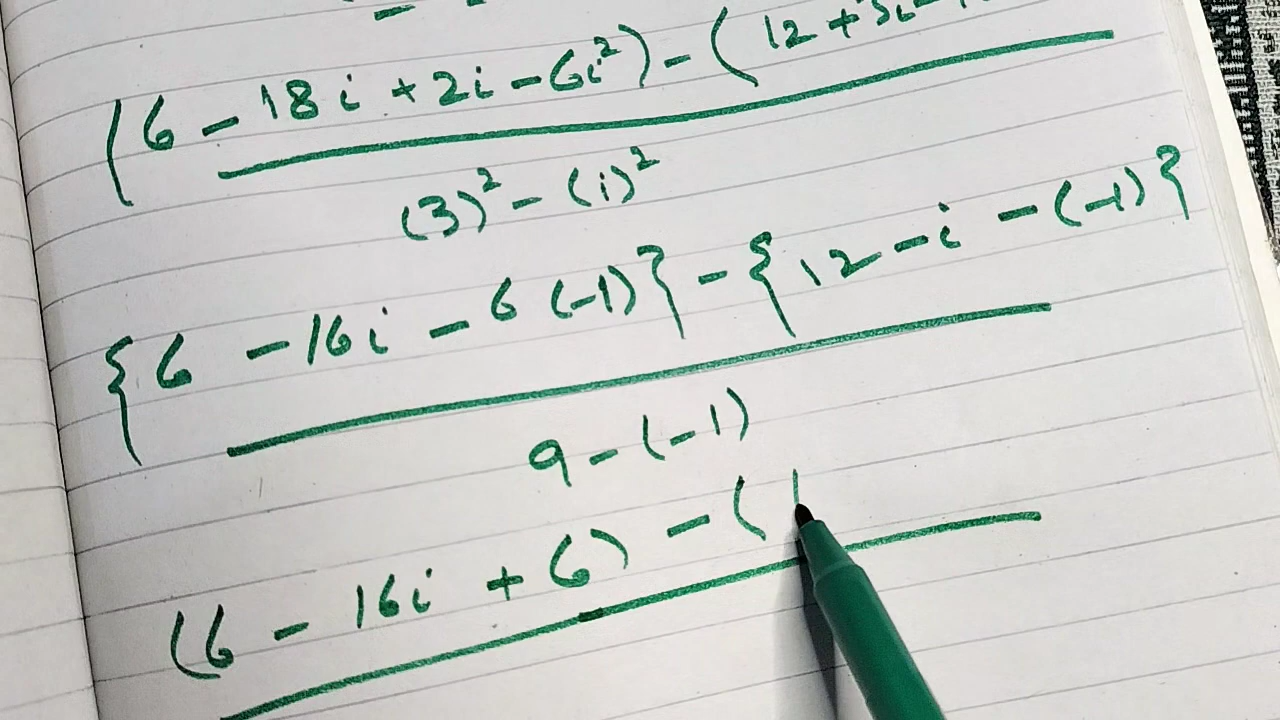 (6 - 18i + 2i - 6i²) - (12 + 3i
(3)² - (i)²
{6 - 16i - 6(-1)} - {12 - i - (-1)}
9 - (-1)
(6 - 16i + 6) - (1